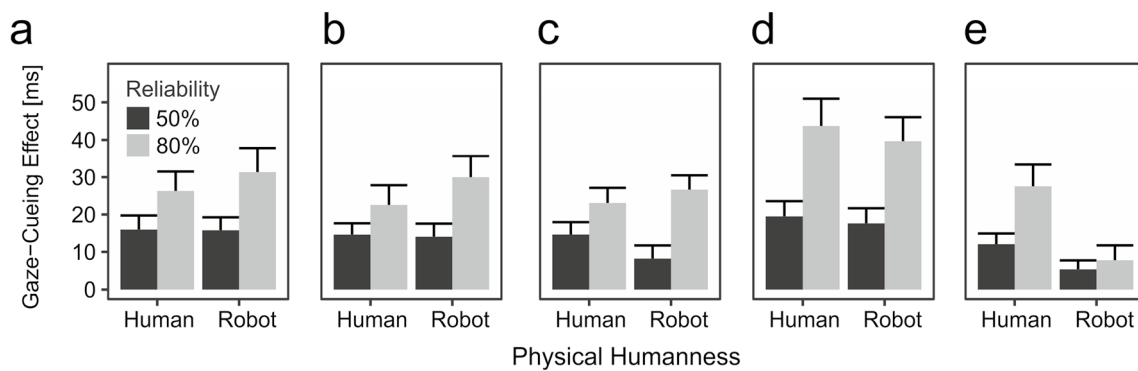 a b c d e
Gaze−Cueing Effect [ms]
50
40
30
20
10
0
Reliability
50%
80%
Human Robot Human Robot Human Robot Human Robot Human Robot
Physical Humanness